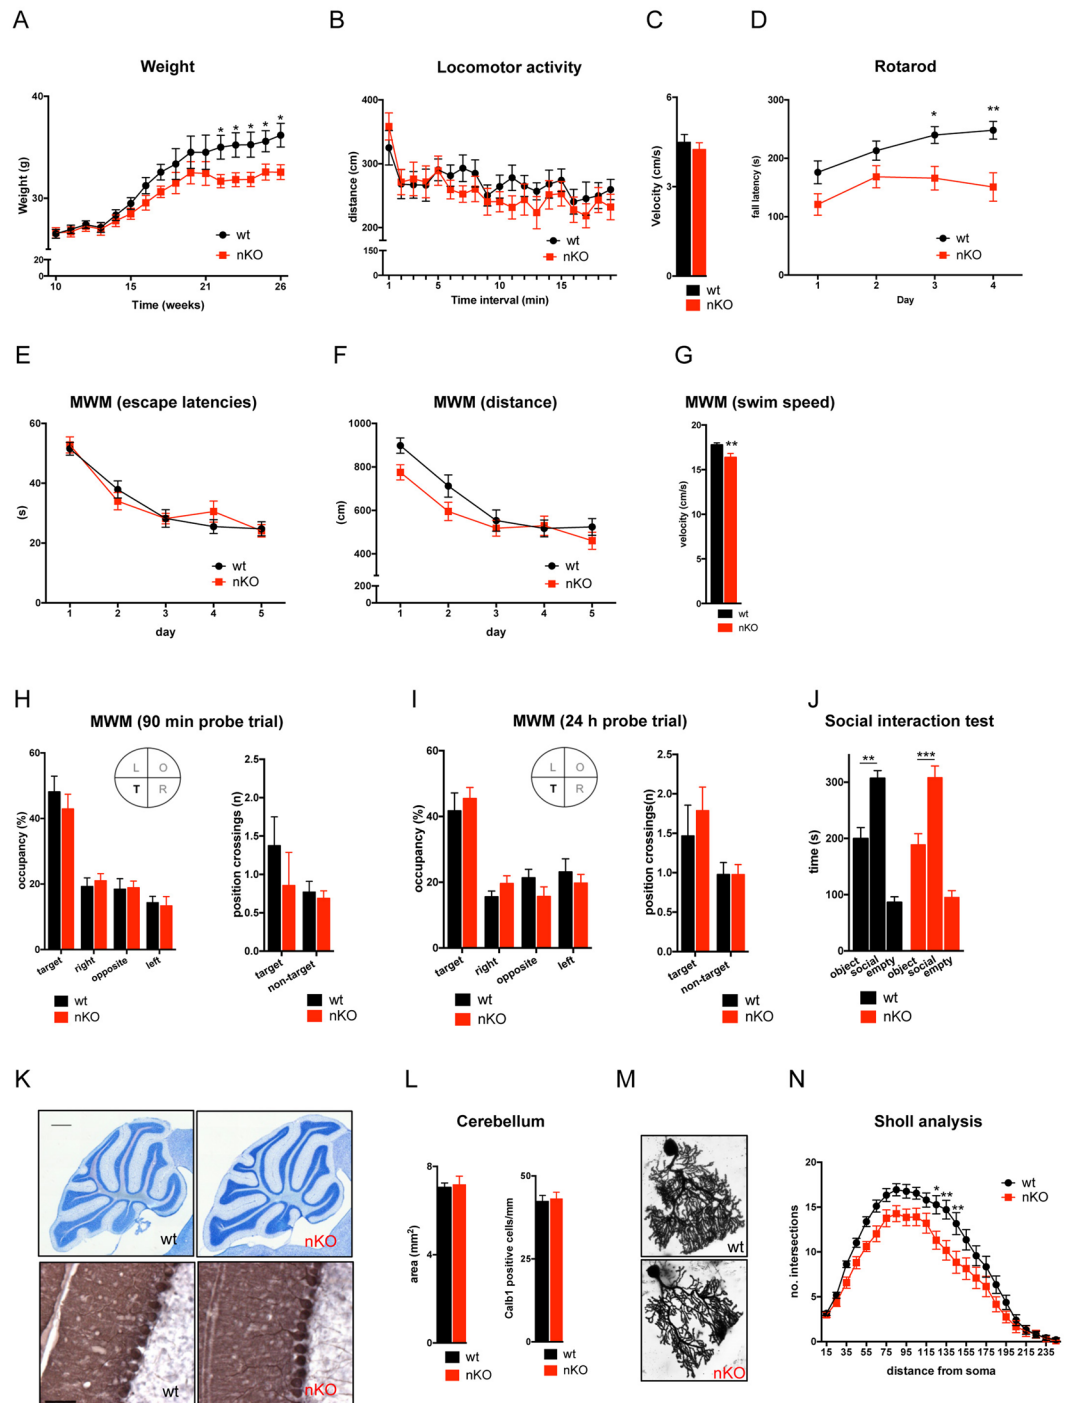 A
B
C
D
Weight
Locomotor activity
Rotarod
40
30
20
0
Weight (g)
* * * * *
wt
nKO
10 15 21 26
Time (weeks)
400
300
200
150
0
distance (cm)
wt
nKO
1 5 10 15
Time interval (min)
6
3
0
Velocity (cm/s)
wt
nKO
300
200
100
0
fall latency (s)
* **
wt
nKO
1 2 3 4
Day
E
F
G
MWM (escape latencies)
MWM (distance)
MWM (swim speed)
60
40
20
0
(s)
wt
nKO
1 2 3 4 5
day
1000
800
600
400
200
0
(cm)
wt
nKO
1 2 3 4 5
day
20
15
10
5
0
velocity (cm/s)
**
wt
nKO
H
I
J
MWM (90 min probe trial)
MWM (24 h probe trial)
Social interaction test
60
40
20
0
occupancy (%)
L O
T R
target right opposite left
wt
nKO
2.5
2.0
1.5
1.0
0.5
0.0
position crossings (n)
target non-target
wt
nKO
60
40
20
0
occupancy (%)
L O
T R
target right opposite left
wt
nKO
2.5
2.0
1.5
1.0
0.5
0.0
position crossings(n)
target non-target
wt
nKO
300
200
100
0
time (s)
** ***
object social empty object social empty
wt
nKO
K
L
M
N
wt
nKO
wt
nKO
Cerebellum
8
4
0
area (mm²)
wt
nKO
50
25
0
Calb1 positive cells/mm
wt
nKO
wt
nKO
Sholl analysis
20
15
10
5
0
no. intersections
* ** **
wt
nKO
15 35 55 75 95 115 135 155 175 195 215 235
distance from soma